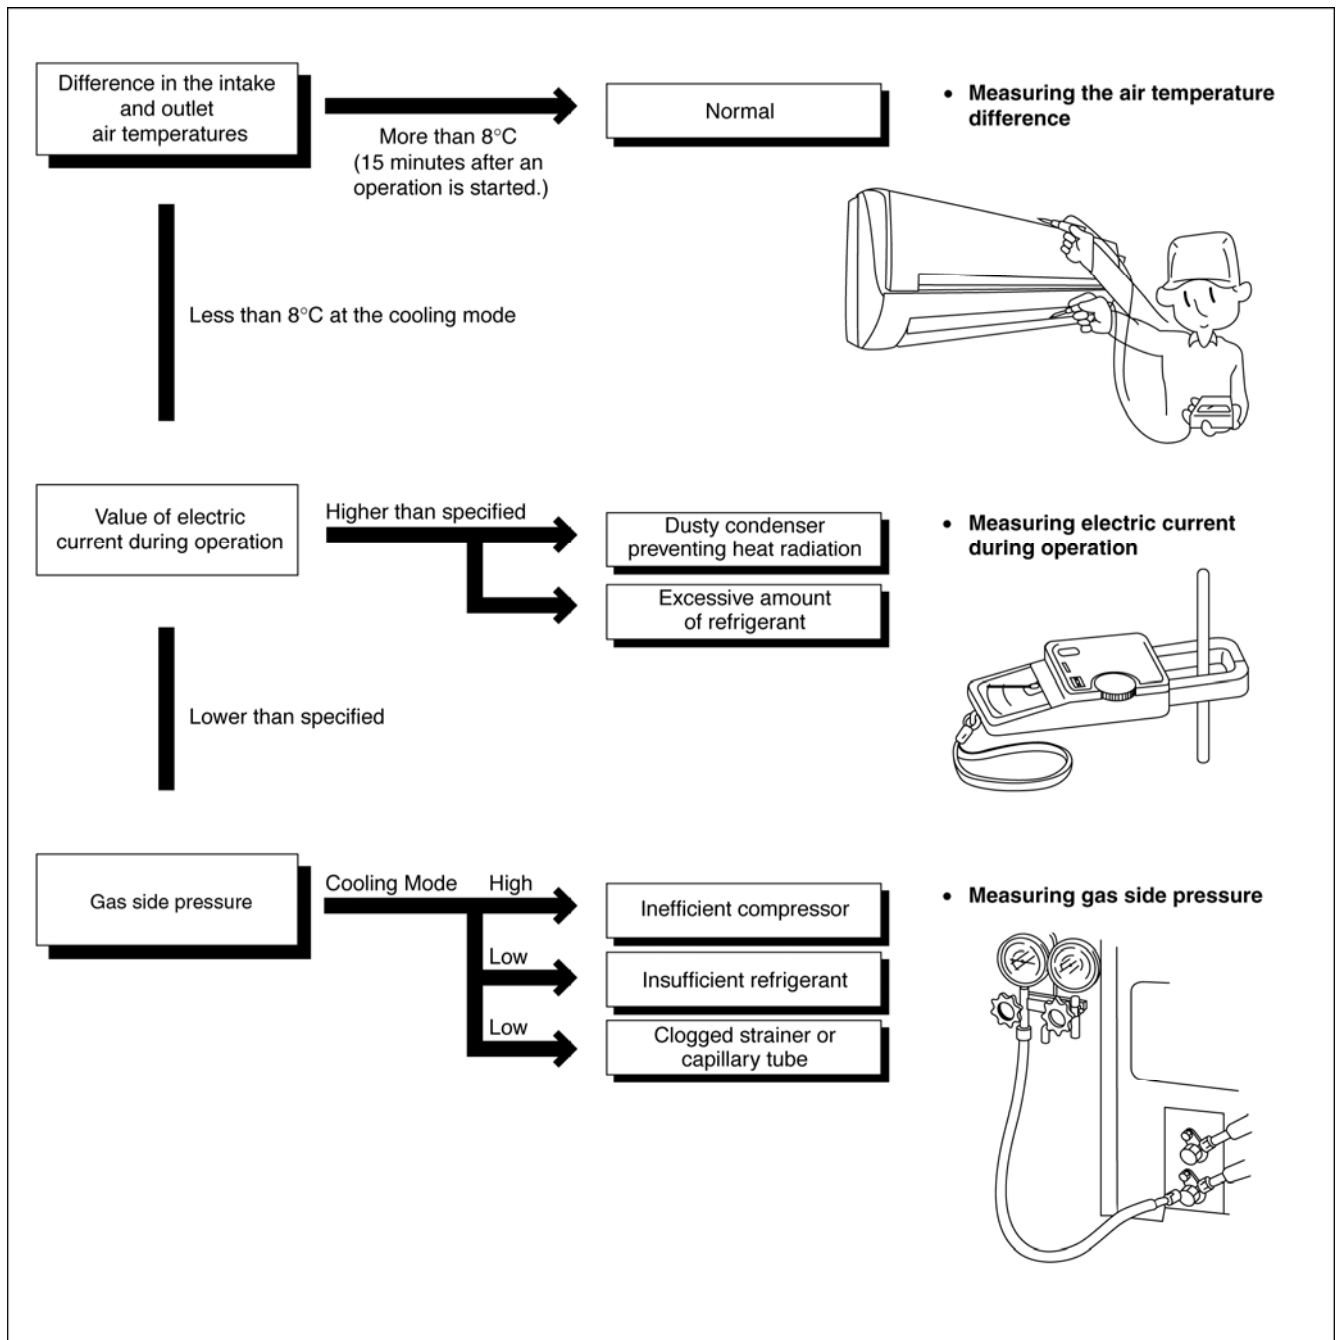 Difference in the intake
and outlet
air temperatures
More than 8°C
(15 minutes after an
operation is started.)
Normal
• Measuring the air temperature
difference
Less than 8°C at the cooling mode
Value of electric
current during operation
Higher than specified
Dusty condenser
preventing heat radiation
Excessive amount
of refrigerant
• Measuring electric current
during operation
Lower than specified
Gas side pressure
Cooling Mode High
Inefficient compressor
Low
Insufficient refrigerant
Low
Clogged strainer or
capillary tube
• Measuring gas side pressure